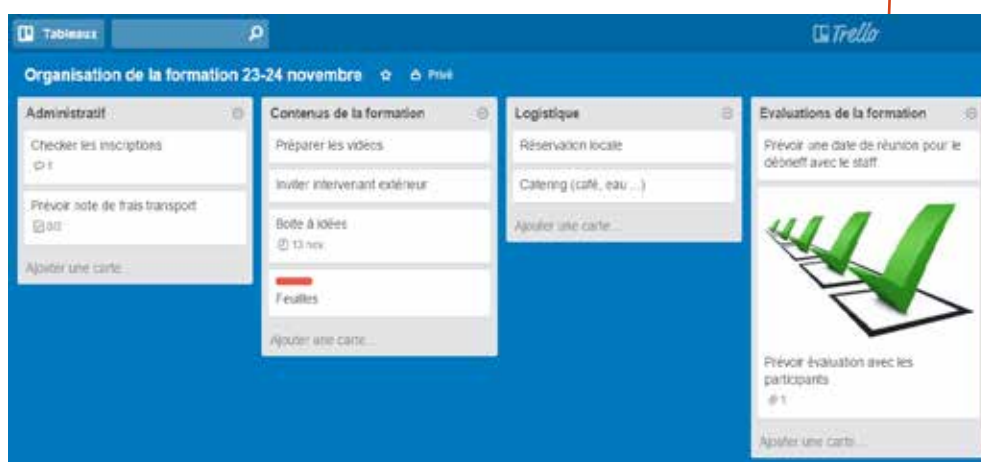 Tableaux
Trello
Organisation de la formation 23-24 novembre
Privé
Administratif
Checker les inscriptions
1
Prévoir note de frais transport
Ajouter une carte...
Contenus de la formation
Préparer les vidéos
Inviter intervenant extérieur
Boite à idées
13 nov.
Feuilles
Ajouter une carte...
Logistique
Réservation locale
Catering (café, eau ...)
Ajouter une carte...
Evaluations de la formation
Prévoir une date de réunion pour le
débrieff avec le staff
Prévoir évaluation avec les
participants
1
Ajouter une carte...